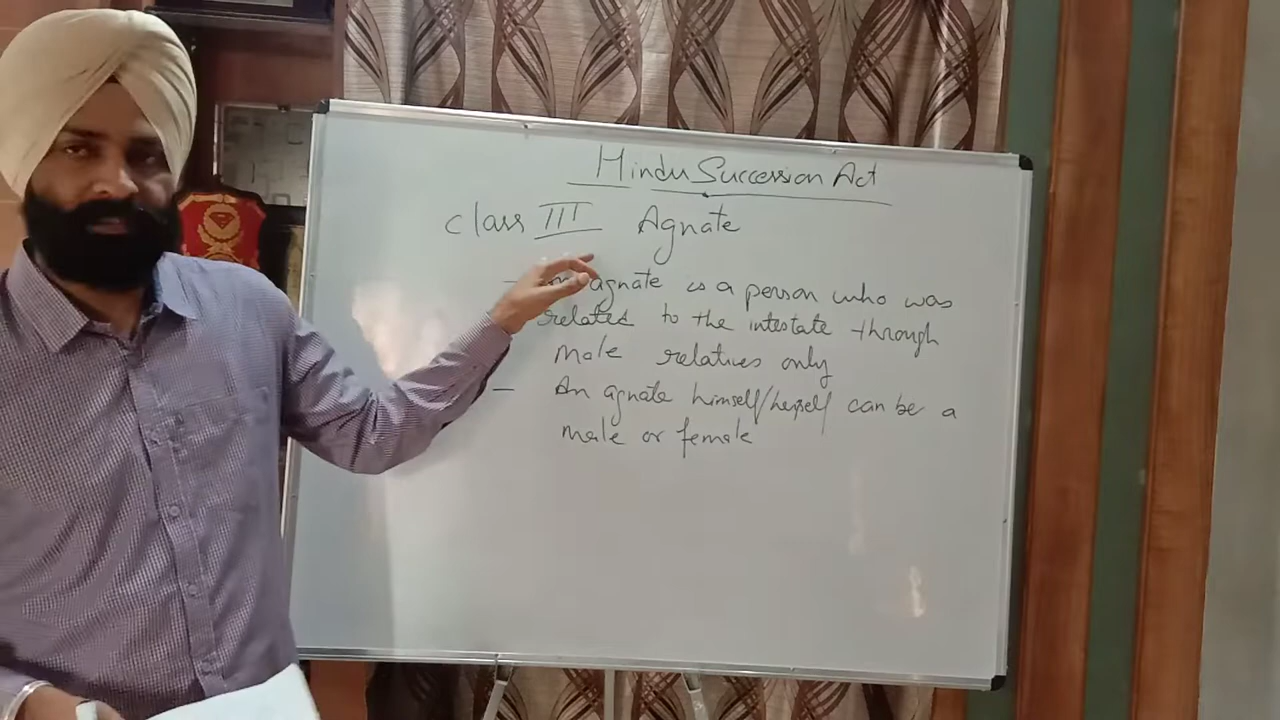 Hindu Succession Act
Class III Agnate
- An agnate is a person who was
related to the intestate through
male relatives only
- An agnate himself/herself can be a
male or female